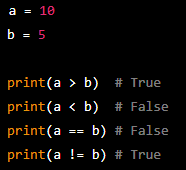 a = 10
b = 5

print(a > b)  # True
print(a < b)  # False
print(a == b) # False
print(a != b) # True